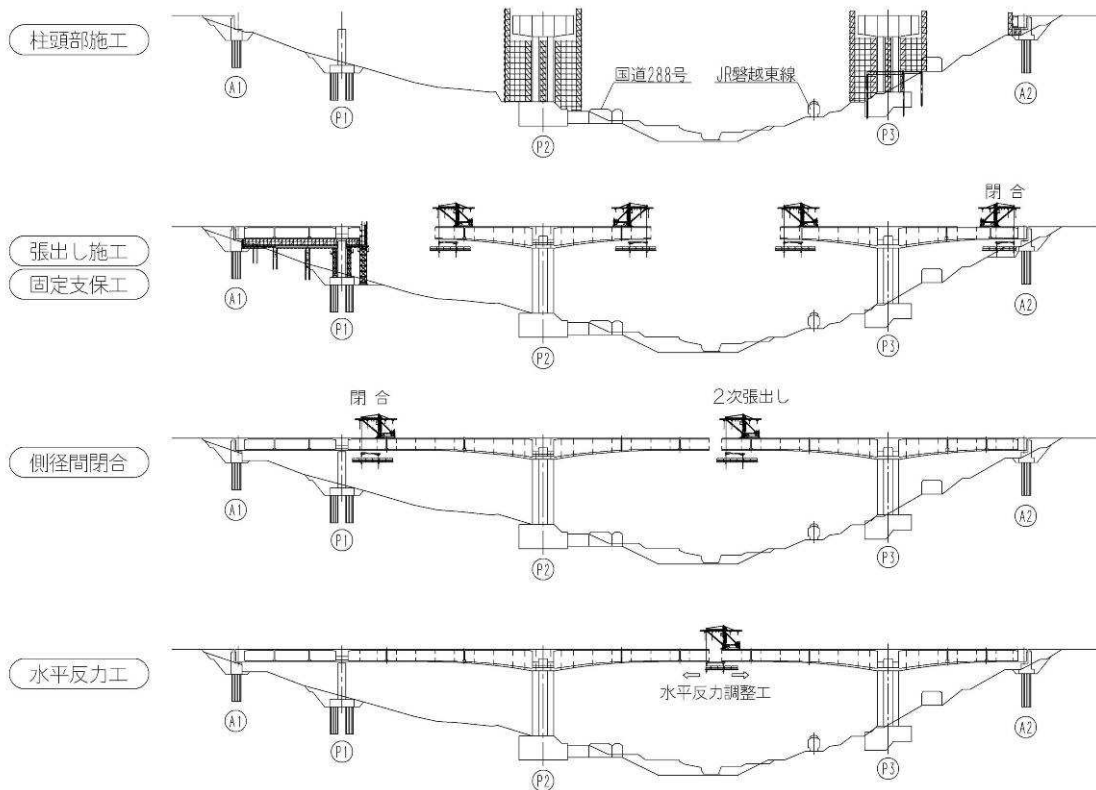 柱頭部施工
国道288号
JR磐越東線
A1
P1
P2
P3
A2
張出し施工
固定支保工
閉合
A1
P1
P2
P3
A2
側径間閉合
閉合
2次張出し
A1
P1
P2
P3
A2
水平反力工
水平反力調整工
A1
P1
P2
P3
A2